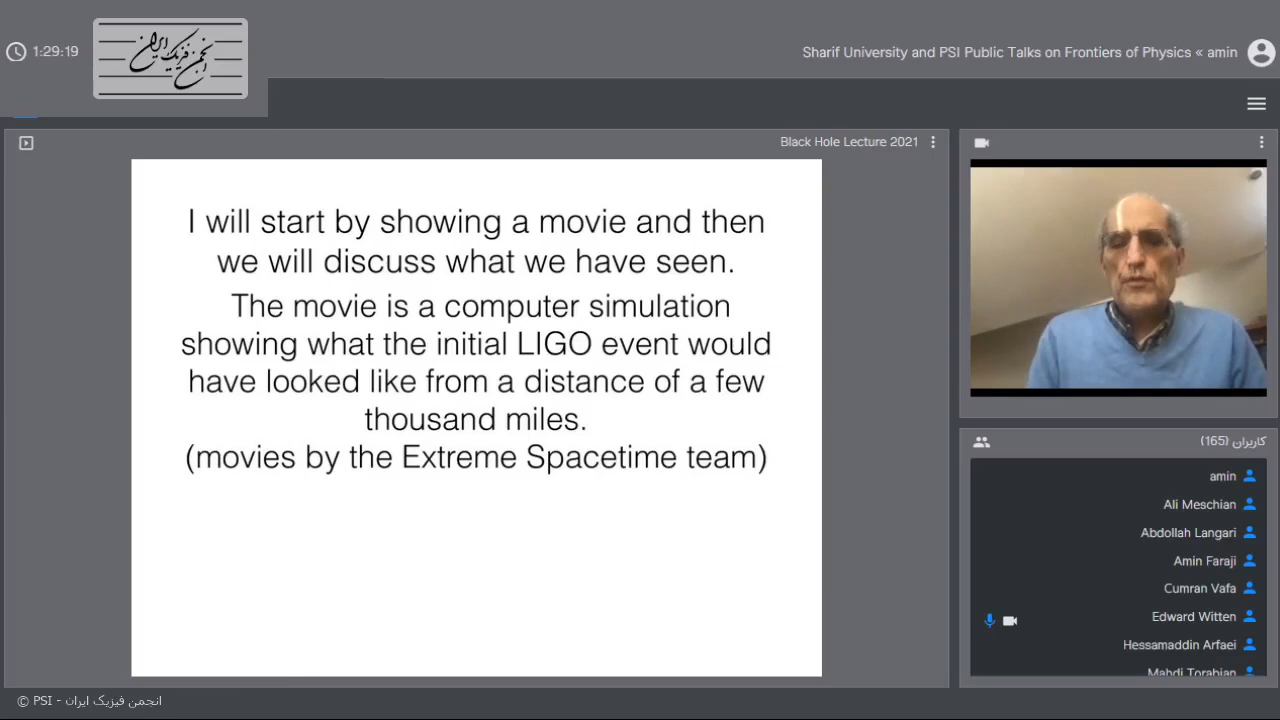 1:29:19
انجمن فیزیک ایران
Sharif University and PSI Public Talks on Frontiers of Physics « amin
Black Hole Lecture 2021
I will start by showing a movie and then
we will discuss what we have seen.
The movie is a computer simulation
showing what the initial LIGO event would
have looked like from a distance of a few
thousand miles.
(movies by the Extreme Spacetime team)
کاربران (165)
amin
Ali Meschian
Abdollah Langari
Amin Faraji
Cumran Vafa
Edward Witten
Hessamaddin Arfaei
Mahdi Torabian
© PSI - انجمن فیزیک ایران